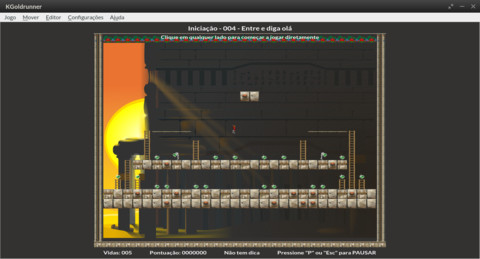 KGoldrunner
Jogo Mover Editor Configurações Ajuda
Iniciação - 004 - Entre e diga olá
Clique em qualquer lado para começar a jogar diretamente
Vidas: 005 Pontuação: 0000000 Não tem dica Pressione "P" ou "Esc" para PAUSAR